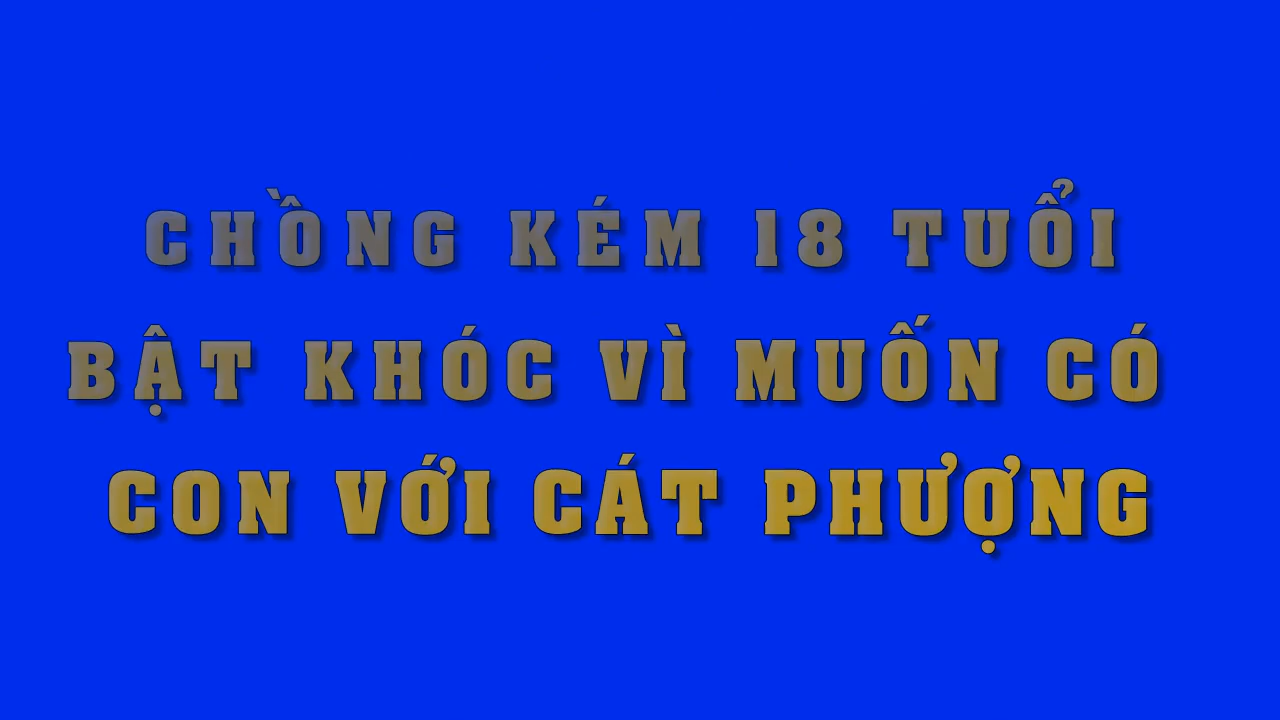 CHỒNG KÉM 18 TUỔI
BẬT KHÓC VÌ MUỐN CÓ
CON VỚI CÁT PHƯỢNG